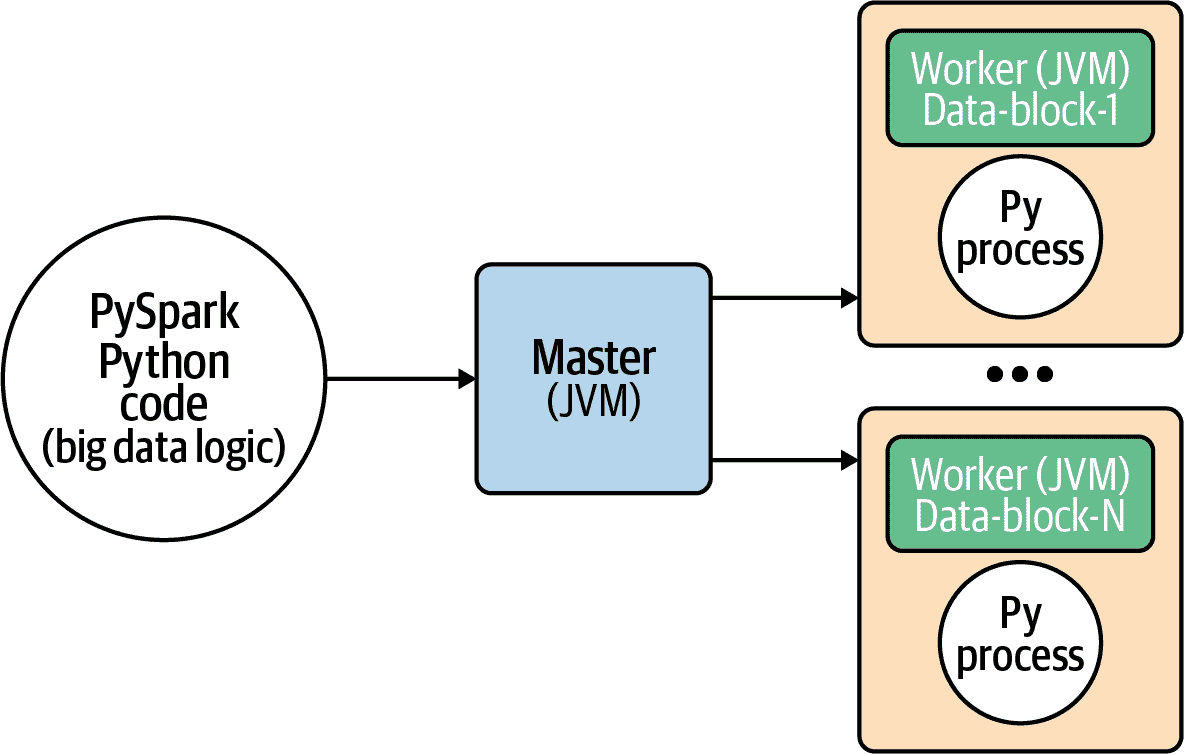 PySpark
Python
code
(big data logic)
Master
(JVM)
Worker (JVM)
Data-block-1
Py
process
Worker (JVM)
Data-block-N
Py
process